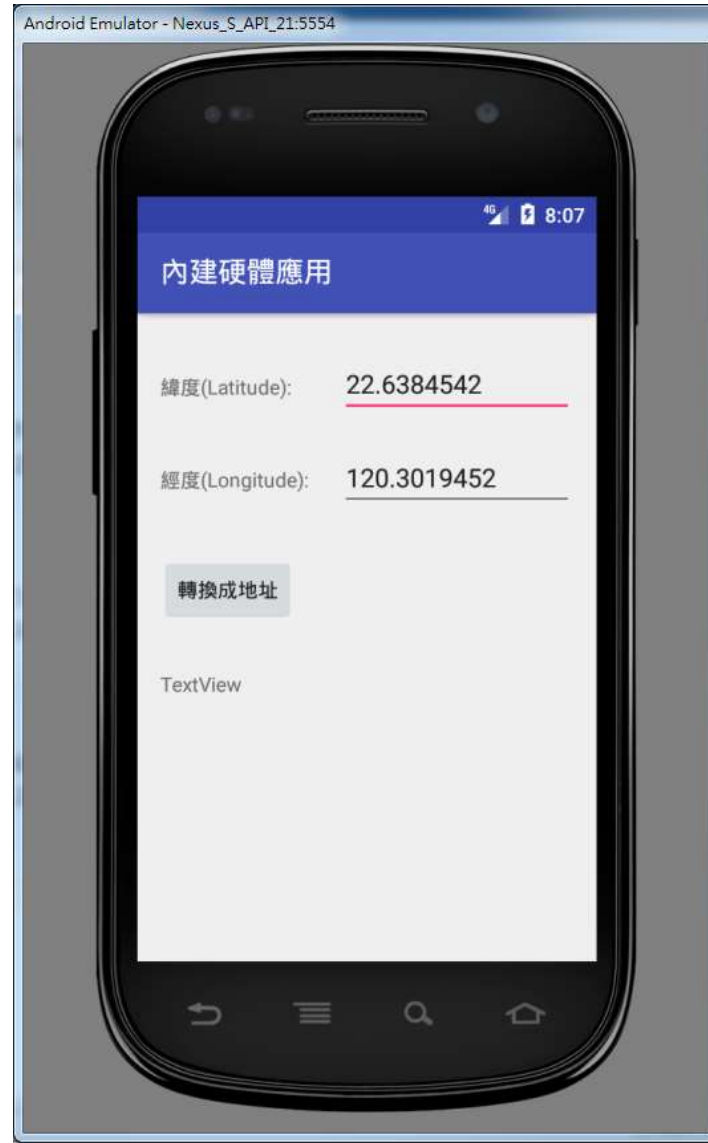 Android Emulator - Nexus_S_API_21:5554
4G 8:07
內建硬體應用
緯度(Latitude): 22.6384542
經度(Longitude): 120.3019452
轉換成地址
TextView